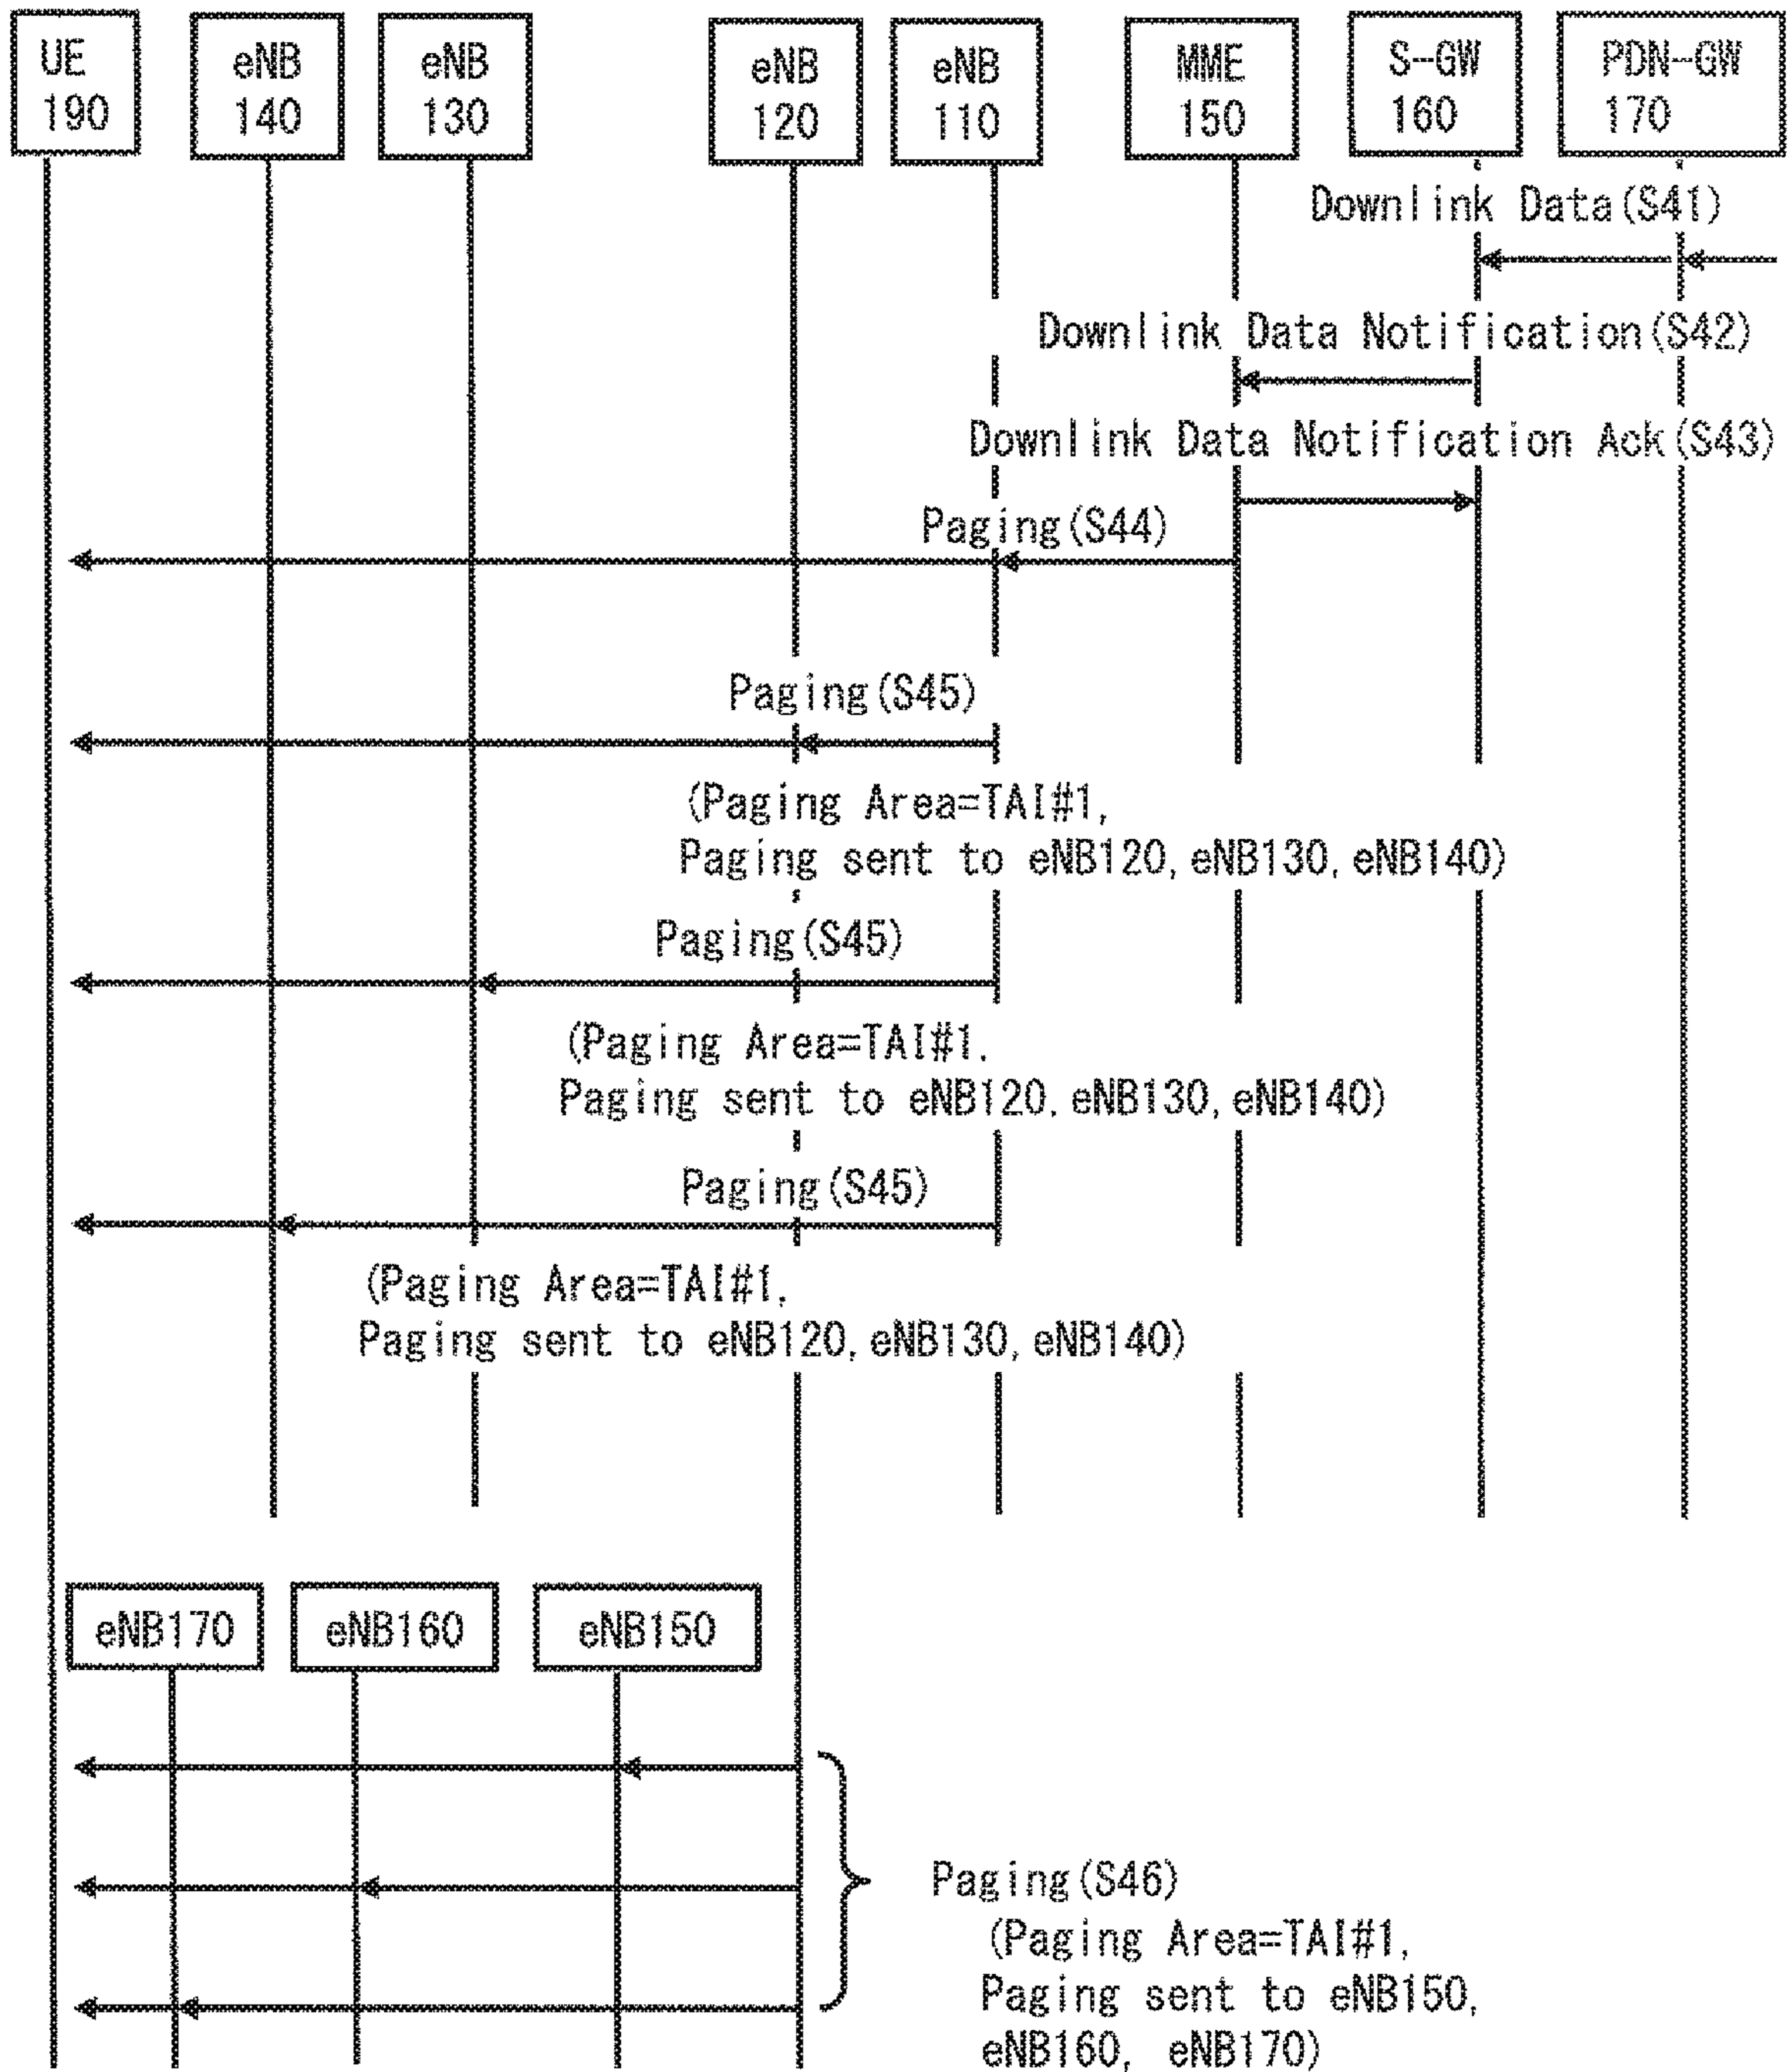 UE
190
eNB
140
eNB
130
eNB
120
eNB
110
MME
150
S-GW
160
PDN-GW
170
Downlink Data(S41)
Downlink Data Notification(S42)
Downlink Data Notification Ack(S43)
Paging(S44)
Paging(S45)
(Paging Area=TAI#1,
Paging sent to eNB120, eNB130, eNB140)
Paging(S45)
(Paging Area=TAI#1,
Paging sent to eNB120, eNB130, eNB140)
Paging(S45)
(Paging Area=TAI#1,
Paging sent to eNB120, eNB130, eNB140)
eNB170
eNB160
eNB150
Paging(S46)
(Paging Area=TAI#1,
Paging sent to eNB150,
eNB160, eNB170)